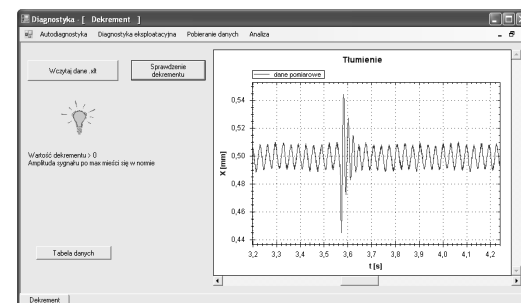 Diagnostyka - [ Dekrement ]
Autodiagnostyka Diagnostyka eksploatacyjna Pobieranie danych Analiza
Wczytaj dane .xlt
Sprawdzenie
dekrementu
Wartość dekrementu > 0
Amplituda sygnału po max mieści się w normie
Tabela danych
Tłumienie
dane pomiarowe
X [mm]
0,54
0,52
0,50
0,48
0,46
0,44
3,2 3,3 3,4 3,5 3,6 3,7 3,8 3,9 4,0 4,1 4,2
t [s]
Dekrement